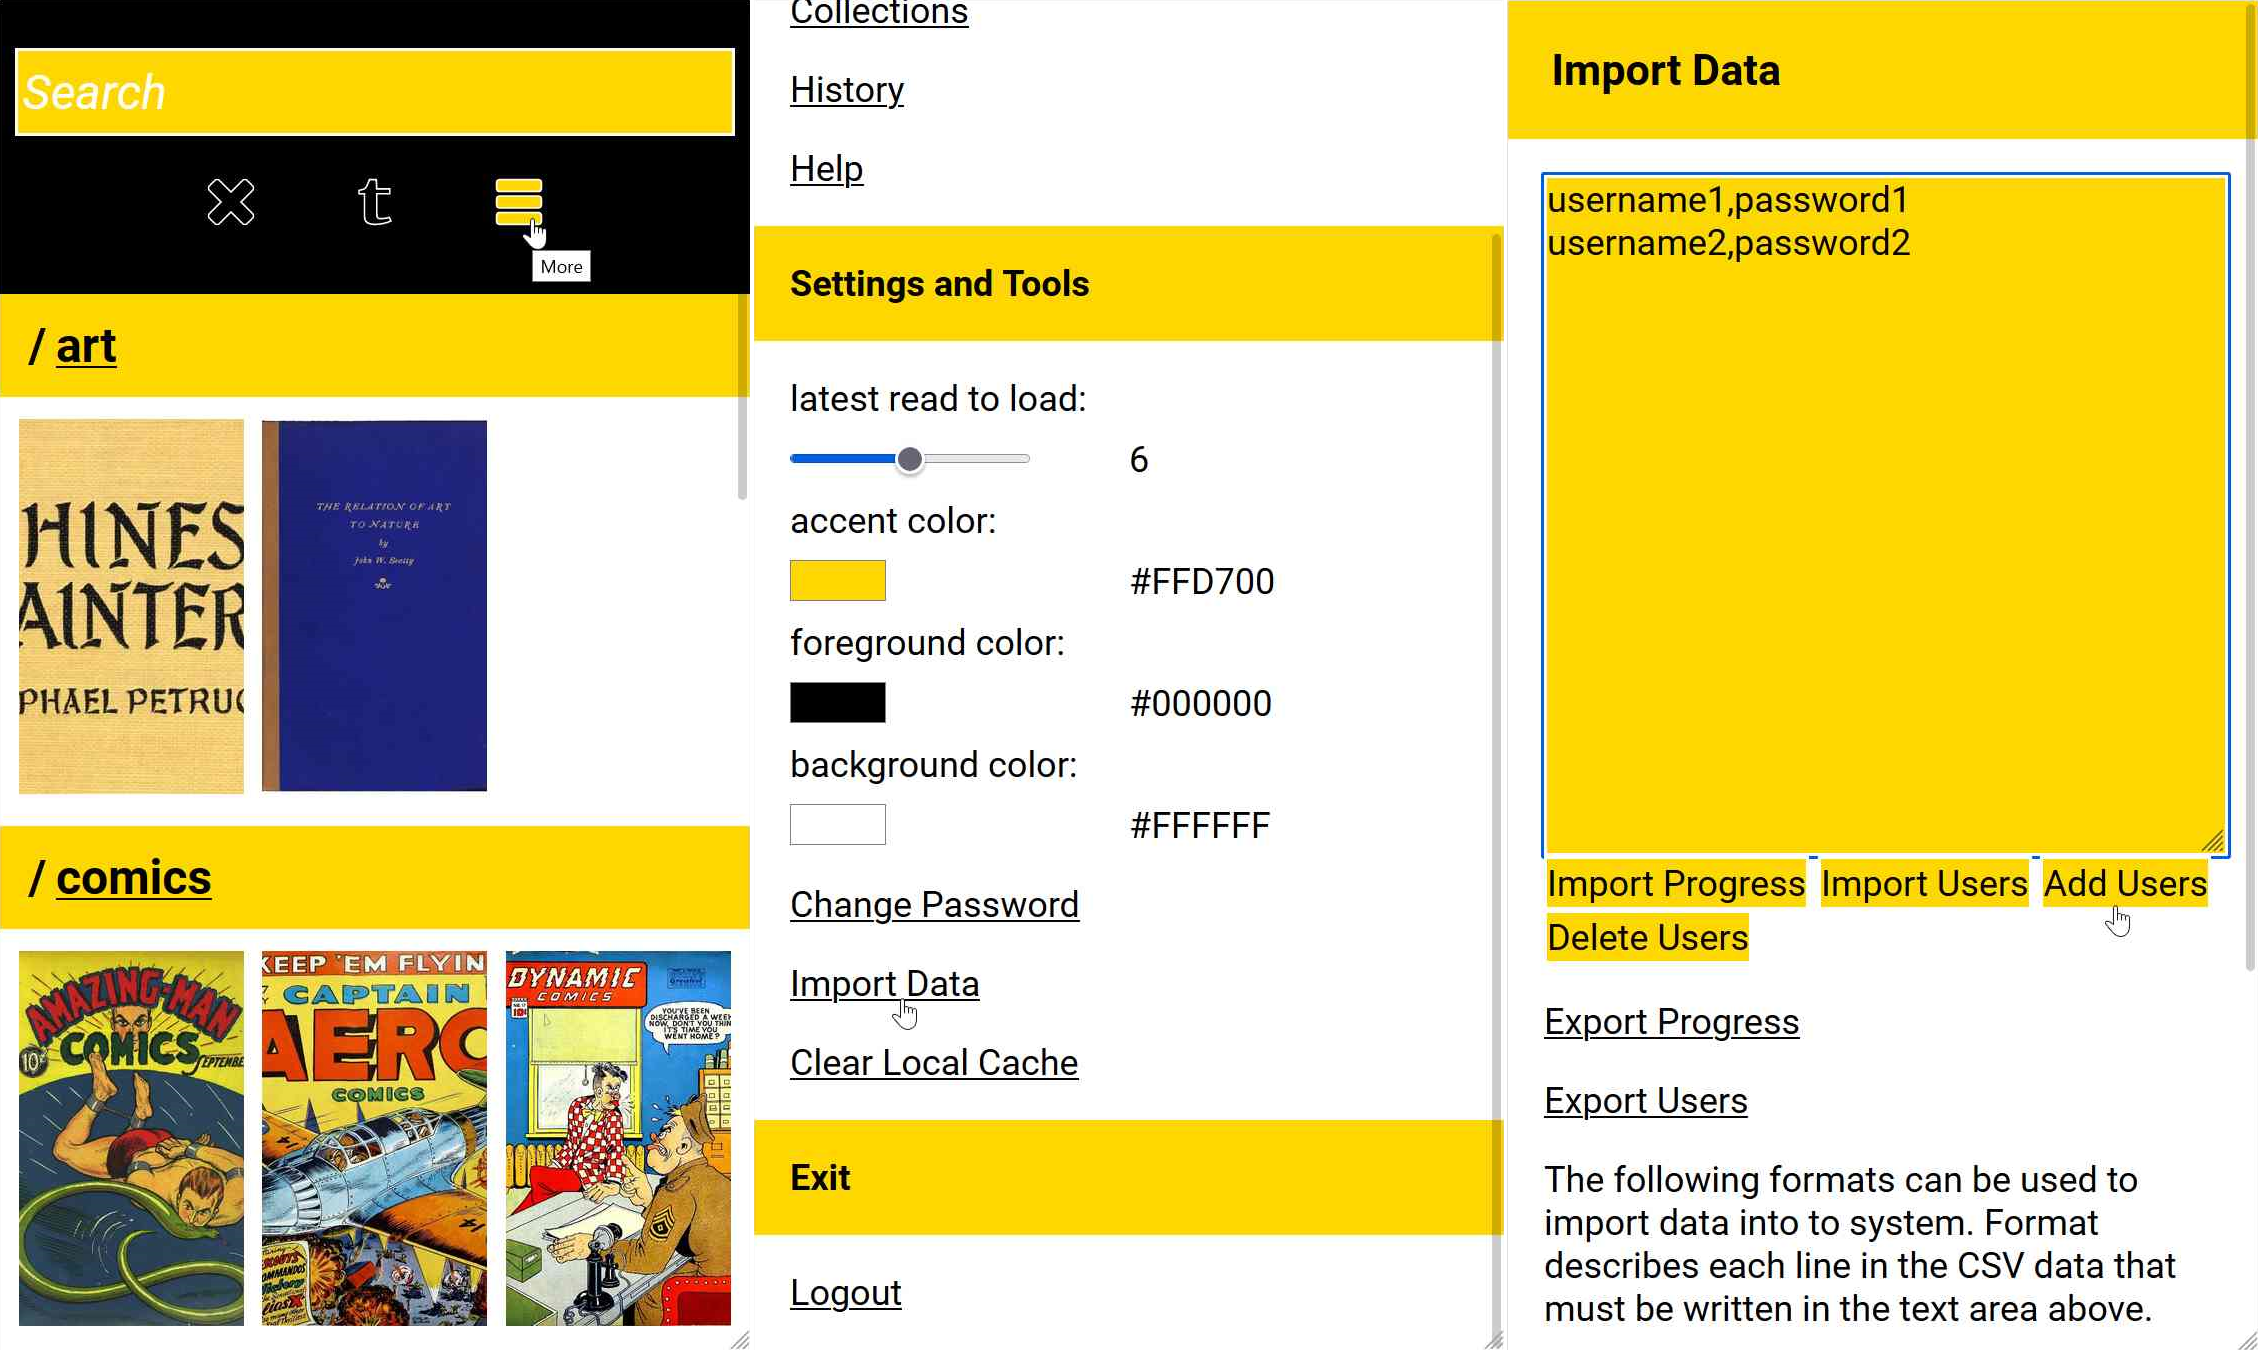 Search
t
More
/ art
HINES
AINTER
PHAEL PETRUC
THE RELATION OF ART
TO NATURE
by
John W. Beatty
/ comics
AMAZING-MAN
COMICS
10¢
SEPTEMBE
KEEP 'EM FLYIN
CAPTAIN
AERO
COMICS
DYNAMIC
COMICS
10¢
YOU'VE BEEN
DISCHARGED A WEEK
NOW, DON'T YOU THIN
IT'S TIME YOU
WENT HOME?
Collections
History
Help
Settings and Tools
latest read to load:
6
accent color:
#FFD700
foreground color:
#000000
background color:
#FFFFFF
Change Password
Import Data
Clear Local Cache
Exit
Logout
Import Data
username1,password1
username2,password2
Import Progress Import Users Add Users
Delete Users
Export Progress
Export Users
The following formats can be used to
import data into to system. Format
describes each line in the CSV data that
must be written in the text area above.